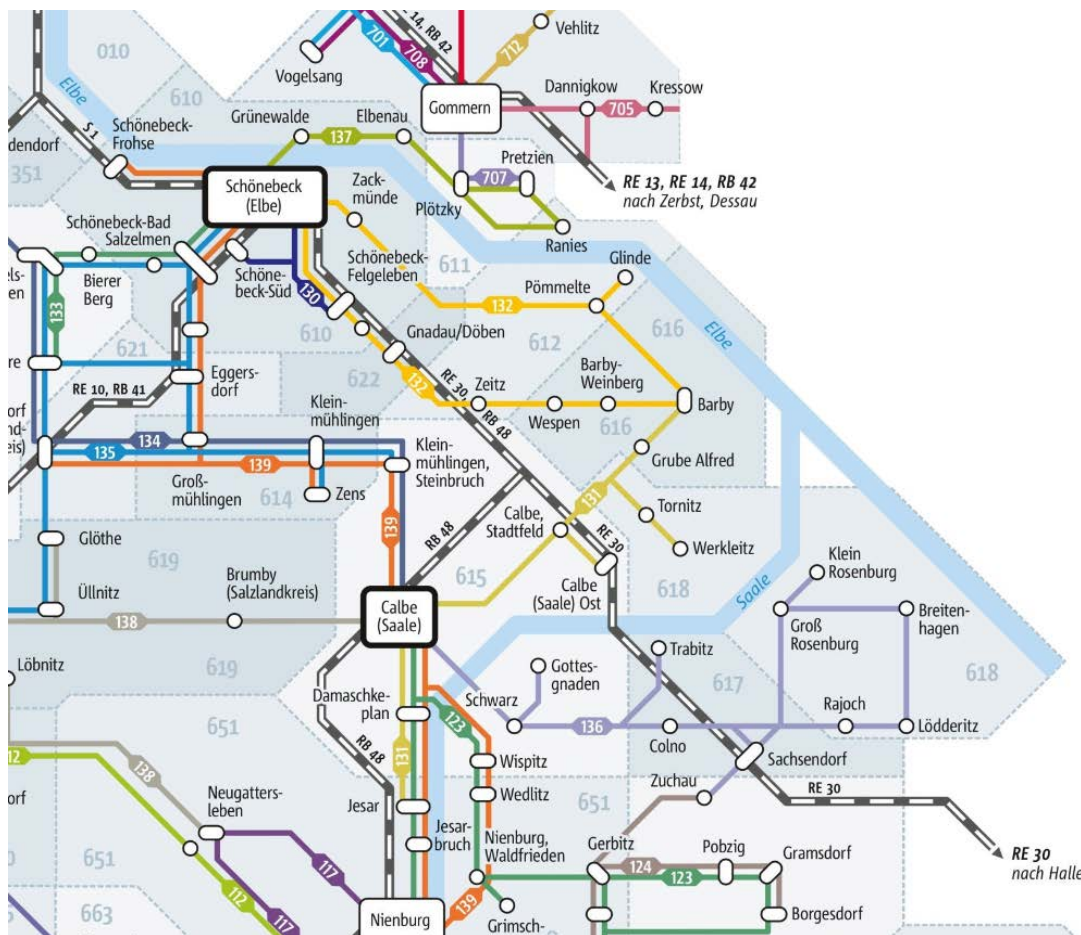 RE 14, RB 42
010
701
708
712
Vehlitz
Vogelsang
Dannigkow
Kressow
Elbe
610
Gommern
705
Grünewalde
Elbenau
S 1
Schönebeck-
Frohse
137
dendorf
Pretzien
351
707
RE 13, RE 14, RB 42
nach Zerbst, Dessau
Schönebeck
(Elbe)
Zack-
münde
Plötzky
Schönebeck-Bad
Salzelmen
Ranies
Schönebeck-
Felgeleben
Glinde
611
Schöne-
beck-Süd
Bierer
Berg
Pömmelte
130
132
133
610
Gnadau/Döben
616
Elbe
612
621
Barby-
Weinberg
Eggers-
dorf
622
132
RE 30,
RB 48
Zeitz
RE 10, RB 41
Klein-
mühlingen
Wespen
Barby
616
134
Klein-
mühlingen,
Steinbruch
135
139
Grube Alfred
Groß-
mühlingen
614
Zens
131
Tornitz
Calbe,
Stadtfeld
139
RB 48
RE 30
Glöthe
Werkleitz
619
Klein
Rosenburg
Calbe
(Saale) Ost
615
618
Saale
Üllnitz
Brumby
(Salzlandkreis)
Calbe
(Saale)
Groß
Rosenburg
Breiten-
hagen
138
Trabitz
Löbnitz
619
Gottes-
gnaden
617
618
Damaschke-
plan
Schwarz
Rajoch
651
123
136
Colno
Lödderitz
12
138
RB 48
131
Wispitz
Sachsendorf
Zuchau
RE 30
Neugatters-
leben
Jesar
Wedlitz
651
Jesar-
bruch
Nienburg,
Waldfrieden
Gerbitz
Pobzig
Gramsdorf
RE 30
nach Halle
651
117
124
123
112
139
663
117
Nienburg
Grimsch-
Borgesdorf